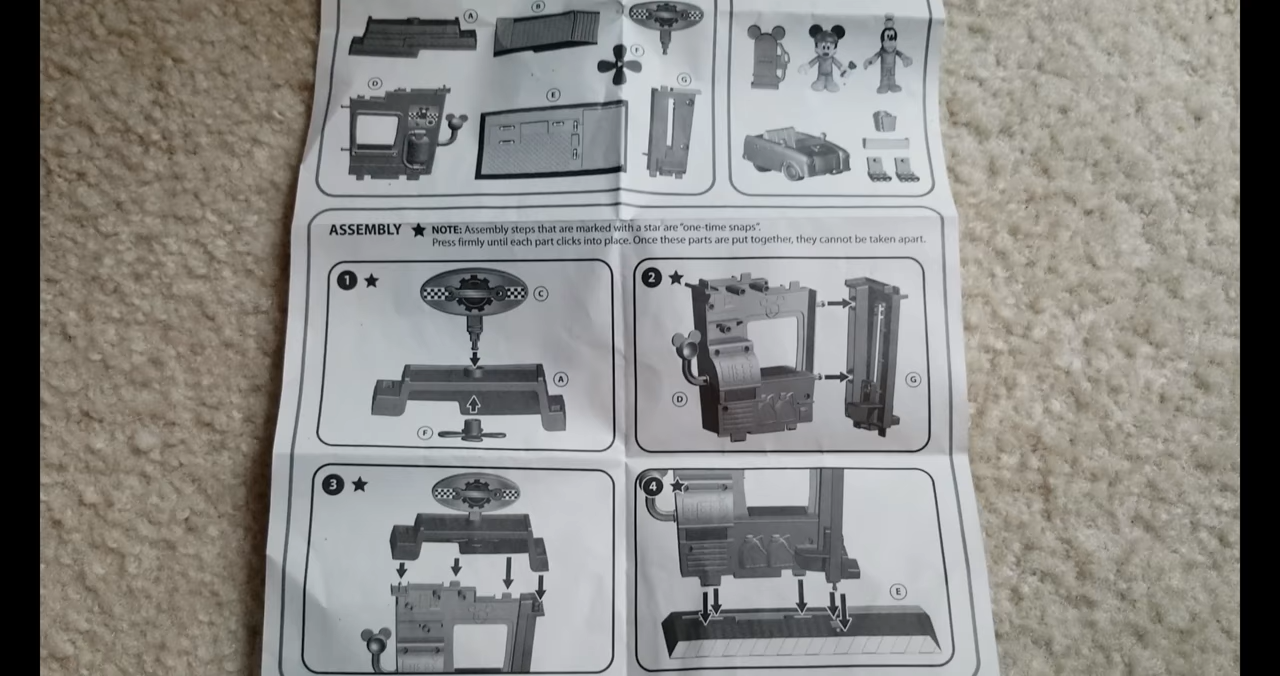 A
B
F
D
E
G
ASSEMBLY ★ NOTE: Assembly steps that are marked with a star are "one-time snaps".
Press firmly until each part clicks into place. Once these parts are put together, they cannot be taken apart.
1 ★
C
A
F
2 ★
D
G
3 ★
4 ★
E